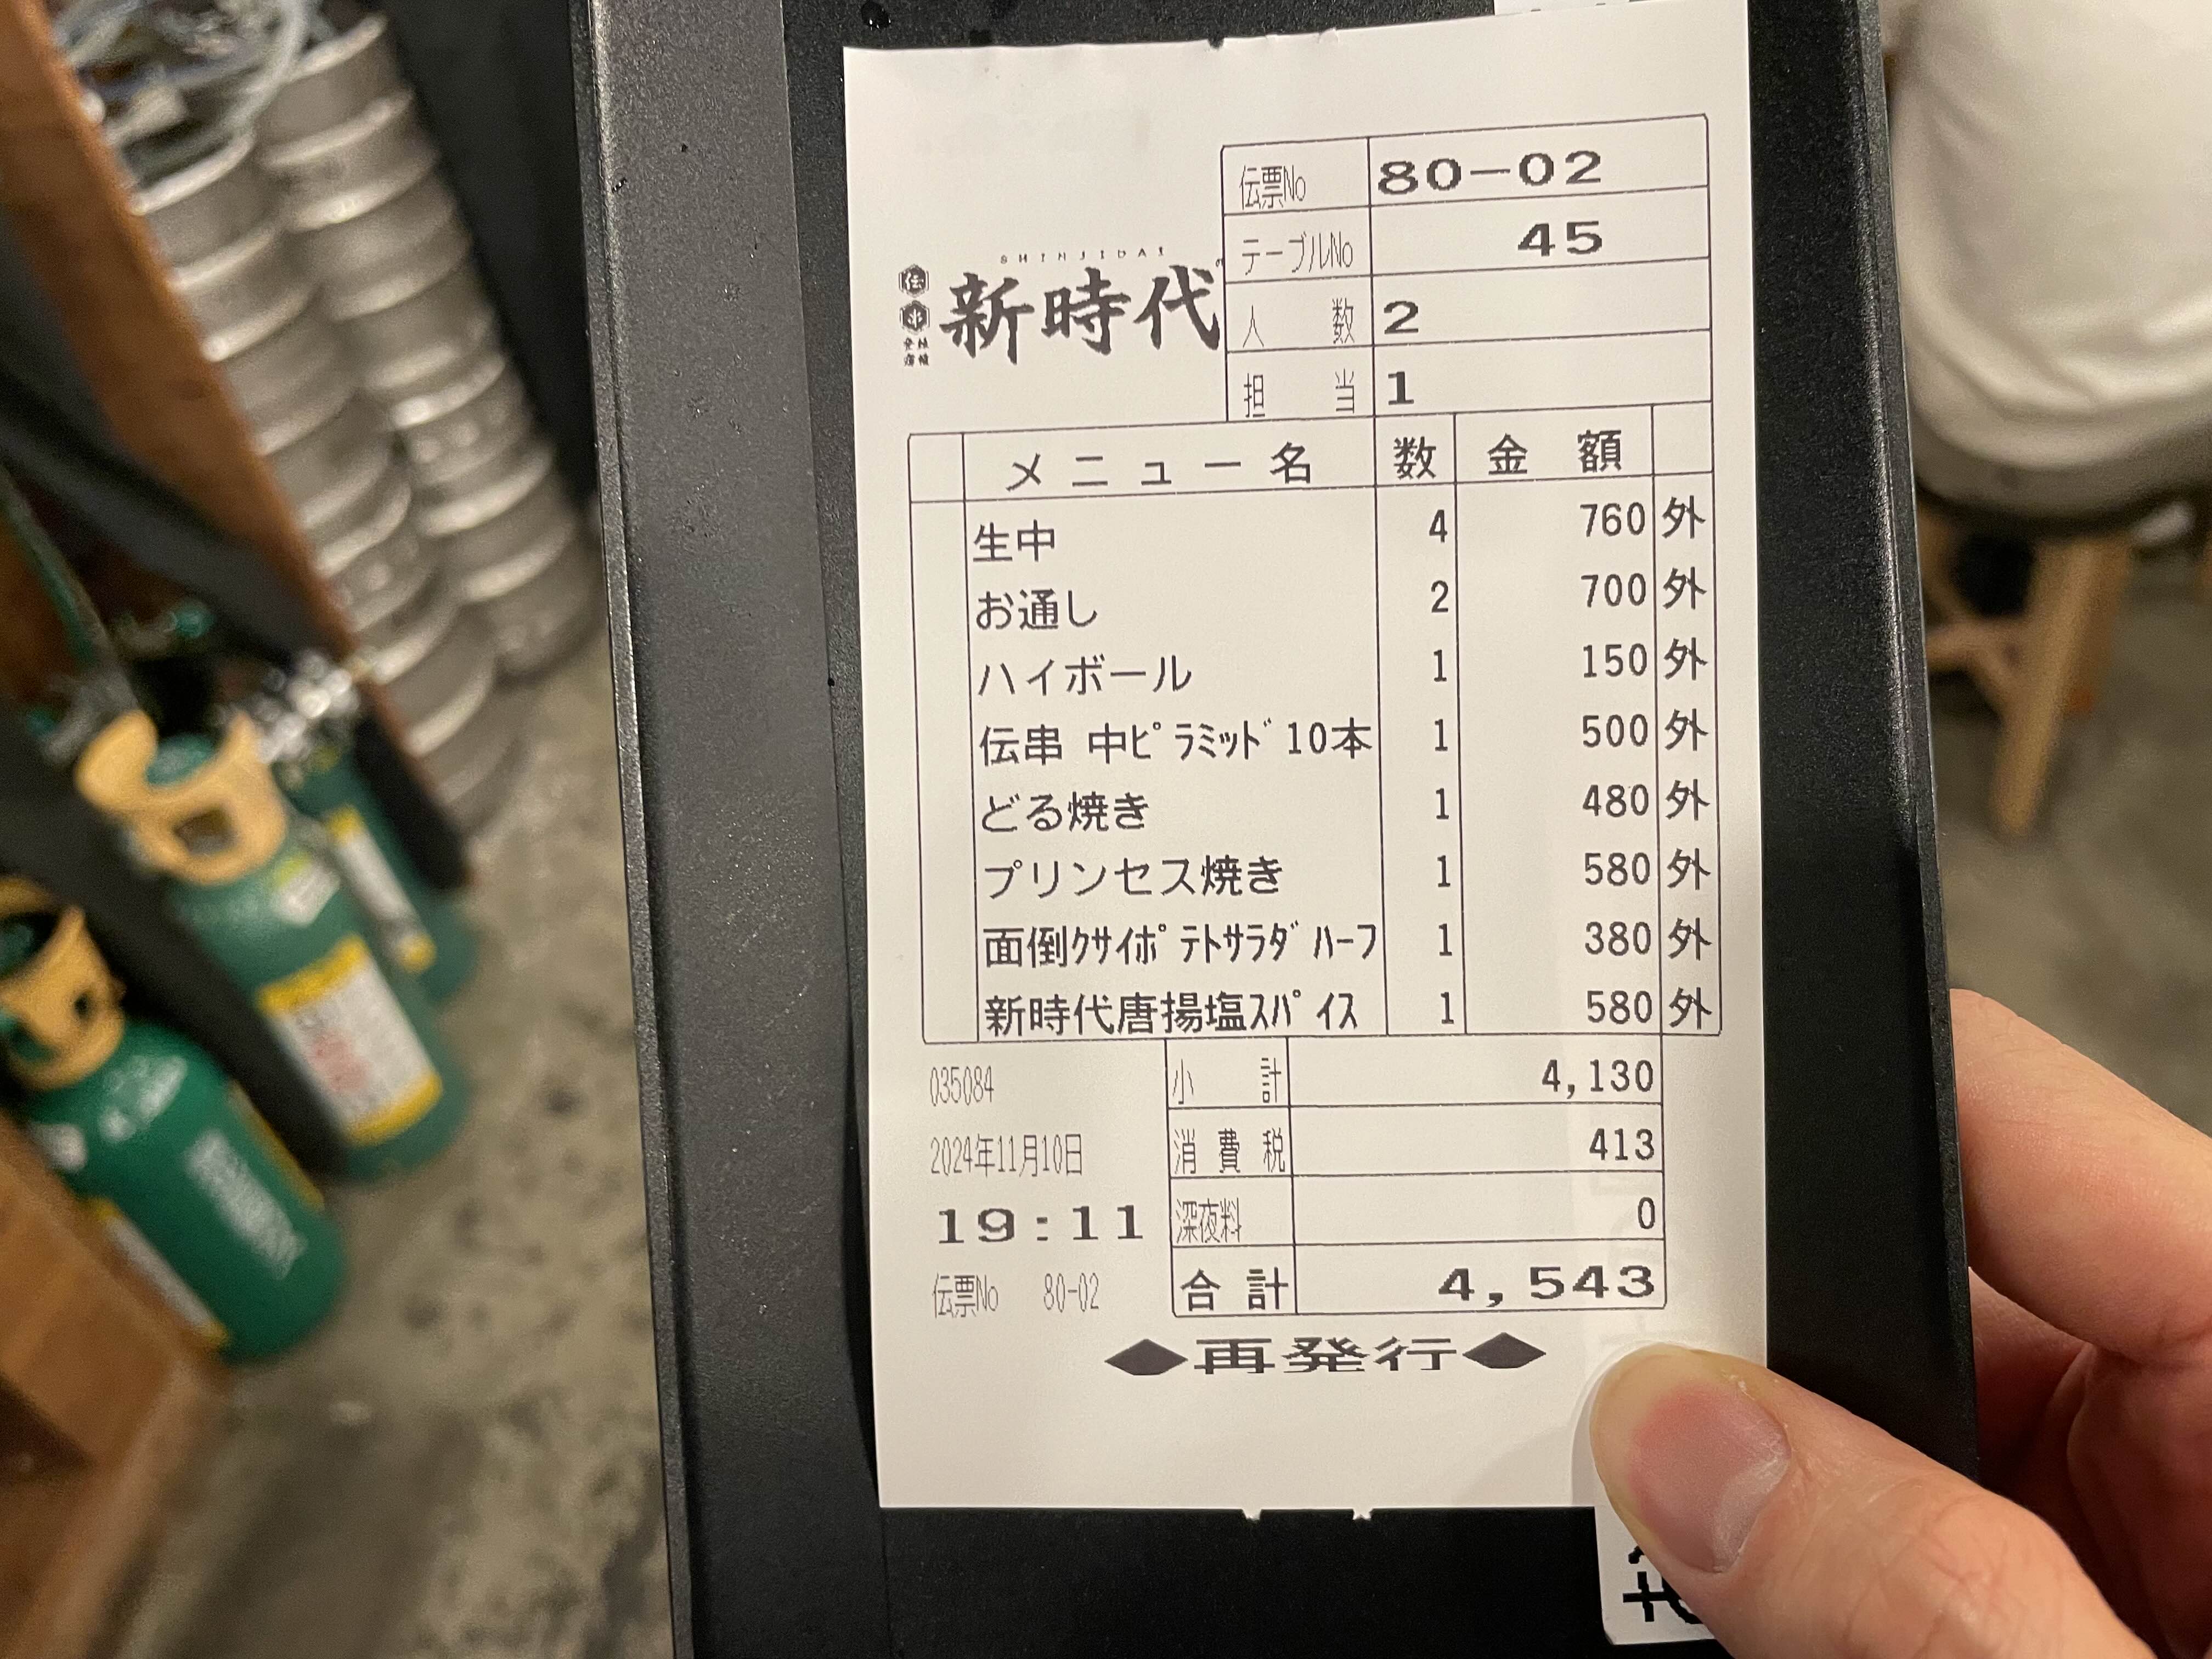 伝票No 80-02
テーブルNo 45
人数 2
担当 1
SHINJIDAI
新時代
メニュー名 数 金額
生中 4 760 外
お通し 2 700 外
ハイボール 1 150 外
伝串 中ﾋﾟﾗﾐｯﾄﾞ10本 1 500 外
どる焼き 1 480 外
プリンセス焼き 1 580 外
面倒ｸｻｲﾎﾟﾃﾄｻﾗﾀﾞﾊｰﾌ 1 380 外
新時代唐揚塩ｽﾊﾟｲｽ 1 580 外
035084 小計 4,130
2024年11月10日 消費税 413
19:11 深夜料 0
伝票No 80-02 合計 4,543
◆再発行◆